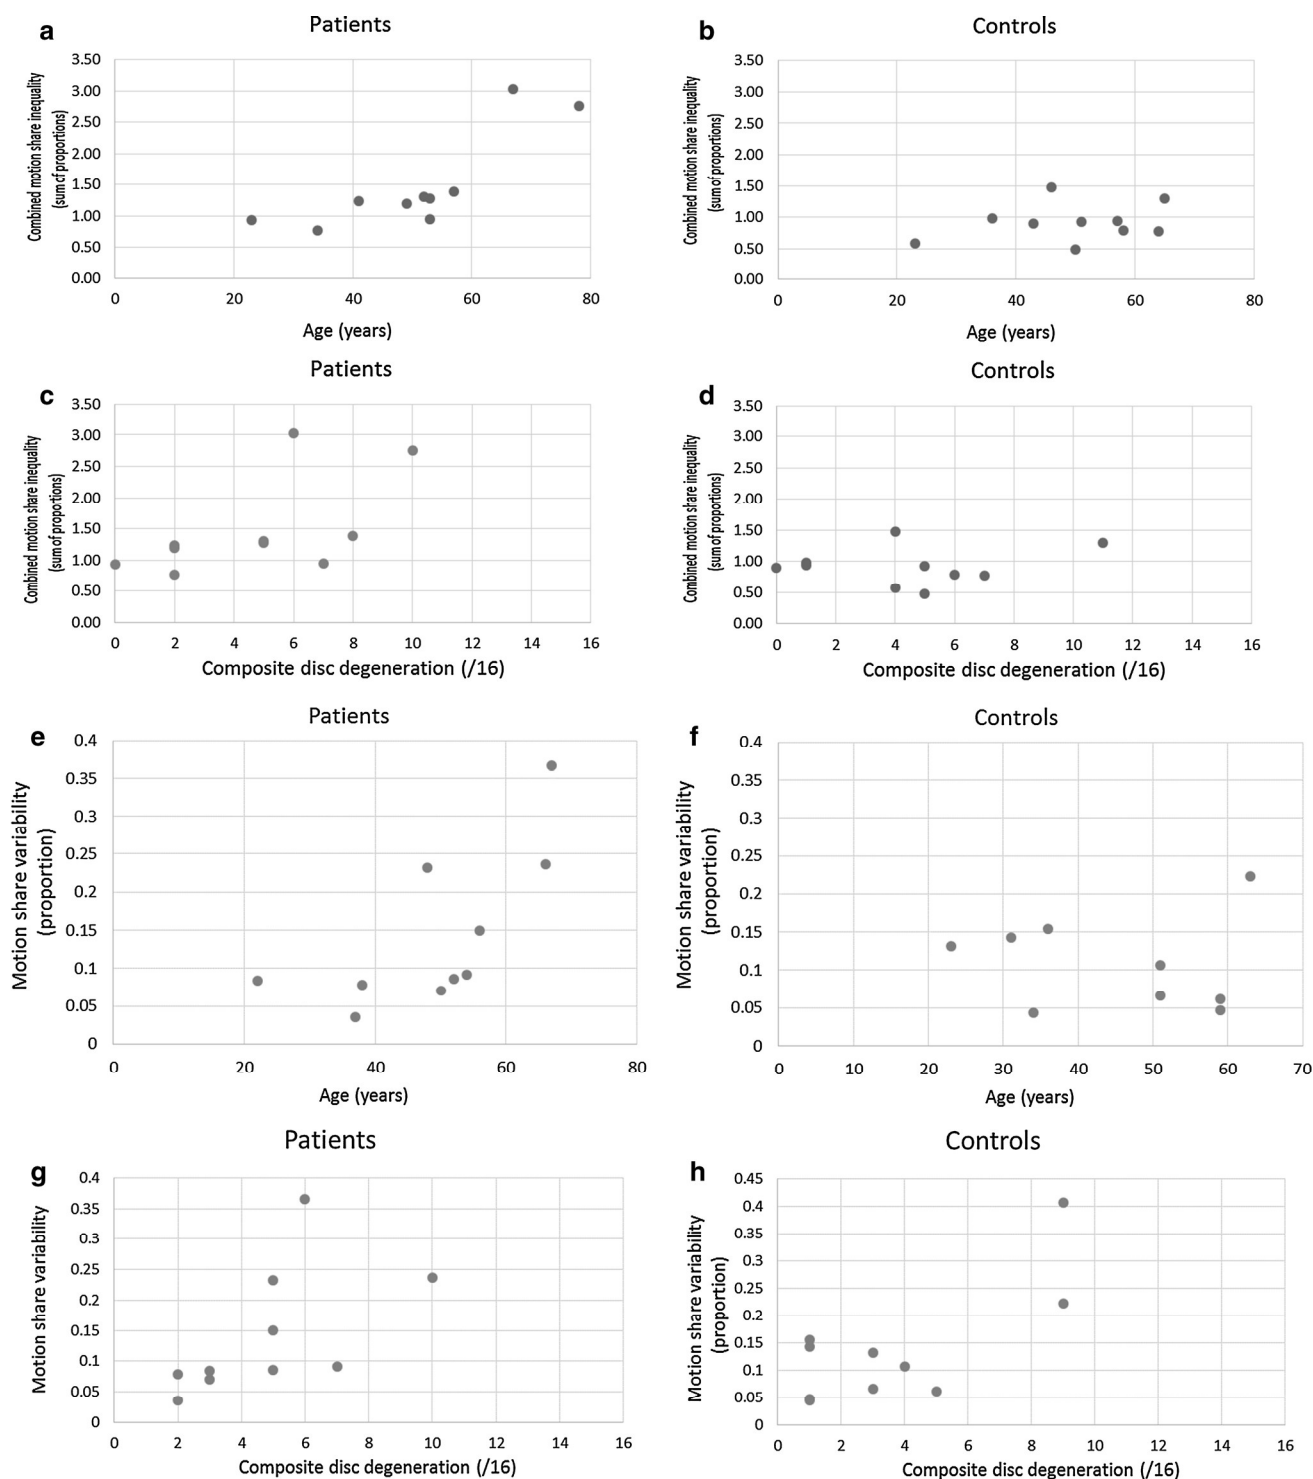 a
Patients
Combined motion share inequality
(sum of proportions)
3.50
3.00
2.50
2.00
1.50
1.00
0.50
0.00
0 20 40 60 80
Age (years)
b
Controls
Combined motion share inequality
(sum of proportions)
3.50
3.00
2.50
2.00
1.50
1.00
0.50
0.00
0 20 40 60 80
Age (years)
c
Patients
Combined motion share inequality
(sum of proportions)
3.50
3.00
2.50
2.00
1.50
1.00
0.50
0.00
0 2 4 6 8 10 12 14 16
Composite disc degeneration (/16)
d
Controls
Combined motion share inequality
(sum of proportions)
3.50
3.00
2.50
2.00
1.50
1.00
0.50
0.00
0 2 4 6 8 10 12 14 16
Composite disc degeneration (/16)
e
Patients
Motion share variability
(proportion)
0.4
0.35
0.3
0.25
0.2
0.15
0.1
0.05
0
0 20 40 60 80
Age (years)
f
Controls
Motion share variability
(proportion)
0.4
0.35
0.3
0.25
0.2
0.15
0.1
0.05
0
0 10 20 30 40 50 60 70
Age (years)
g
Patients
Motion share variability
0.4
0.35
0.3
0.25
0.2
0.15
0.1
0.05
0
0 2 4 6 8 10 12 14 16
Composite disc degeneration (/16)
h
Controls
Motion share variability
(proportion)
0.45
0.4
0.35
0.3
0.25
0.2
0.15
0.1
0.05
0
0 2 4 6 8 10 12 14 16
Composite disc degeneration (/16)